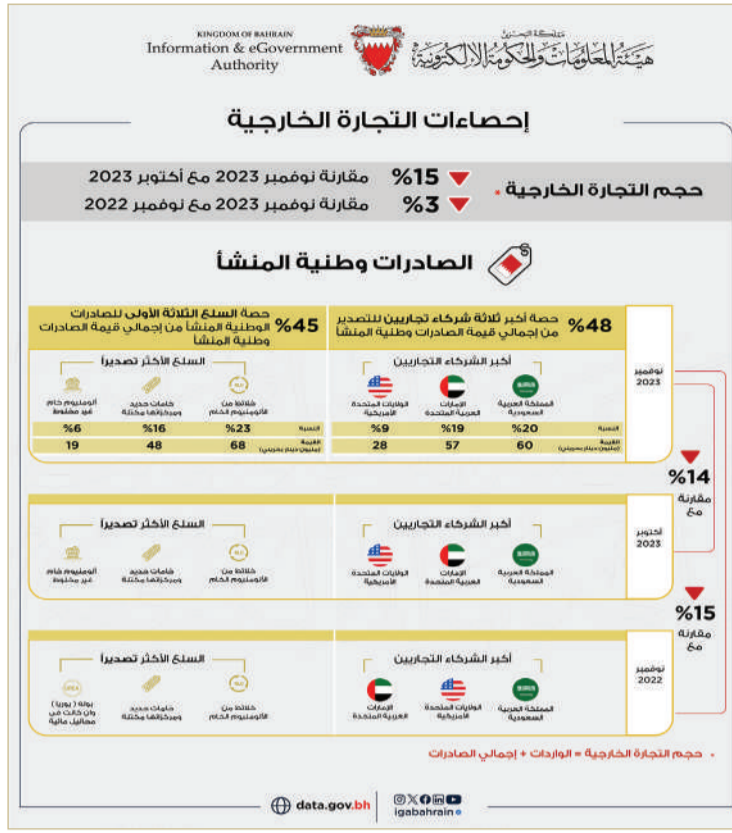 KINGDOM OF BAHRAIN
Information & eGovernment
Authority
مملكة البحرين
هيئة المعلومات والحكومة الإلكترونية
إحصاءات التجارة الخارجية
حجم التجارة الخارجية •
%15 مقارنة نوفمبر 2023 مع أكتوبر 2023
%3 مقارنة نوفمبر 2023 مع نوفمبر 2022
الصادرات وطنية المنشأ
نوفمبر
2023
%48 حصة أكبر ثلاثة شركاء تجاريين للتصدير
من إجمالي قيمة الصادرات وطنية المنشأ
أكبر الشركاء التجاريين
المملكة العربية
السعودية
الإمارات
العربية المتحدة
الولايات المتحدة
الأمريكية
النسبة %20 %19 %9
القيمة
(مليون دينار بحريني) 60 57 28
%45 حصة السلع الثلاثة الأولى للصادرات
الوطنية المنشأ من إجمالي قيمة الصادرات
وطنية المنشأ
السلع الأكثر تصديراً
خلائط من
الألومنيوم الخام
خامات حديد
ومركزاتها مكتلة
ألومنيوم خام
غير مخلوط
النسبة %23 %16 %6
القيمة
(مليون دينار بحريني) 68 48 19
%14
مقارنة
مع
أكتوبر
2023
أكبر الشركاء التجاريين
المملكة العربية
السعودية
الإمارات
العربية المتحدة
الولايات المتحدة
الأمريكية
السلع الأكثر تصديراً
خلائط من
الألومنيوم الخام
خامات حديد
ومركزاتها مكتلة
ألومنيوم خام
غير مخلوط
%15
مقارنة
مع
نوفمبر
2022
أكبر الشركاء التجاريين
المملكة العربية
السعودية
الولايات المتحدة
الأمريكية
الإمارات
العربية المتحدة
السلع الأكثر تصديراً
خلائط من
الألومنيوم الخام
خامات حديد
ومركزاتها مكتلة
بوله (يوريا)
وان كانت في
محاليل مائية
• حجم التجارة الخارجية = الواردات + إجمالي الصادرات
data.gov.bh
igabahrain